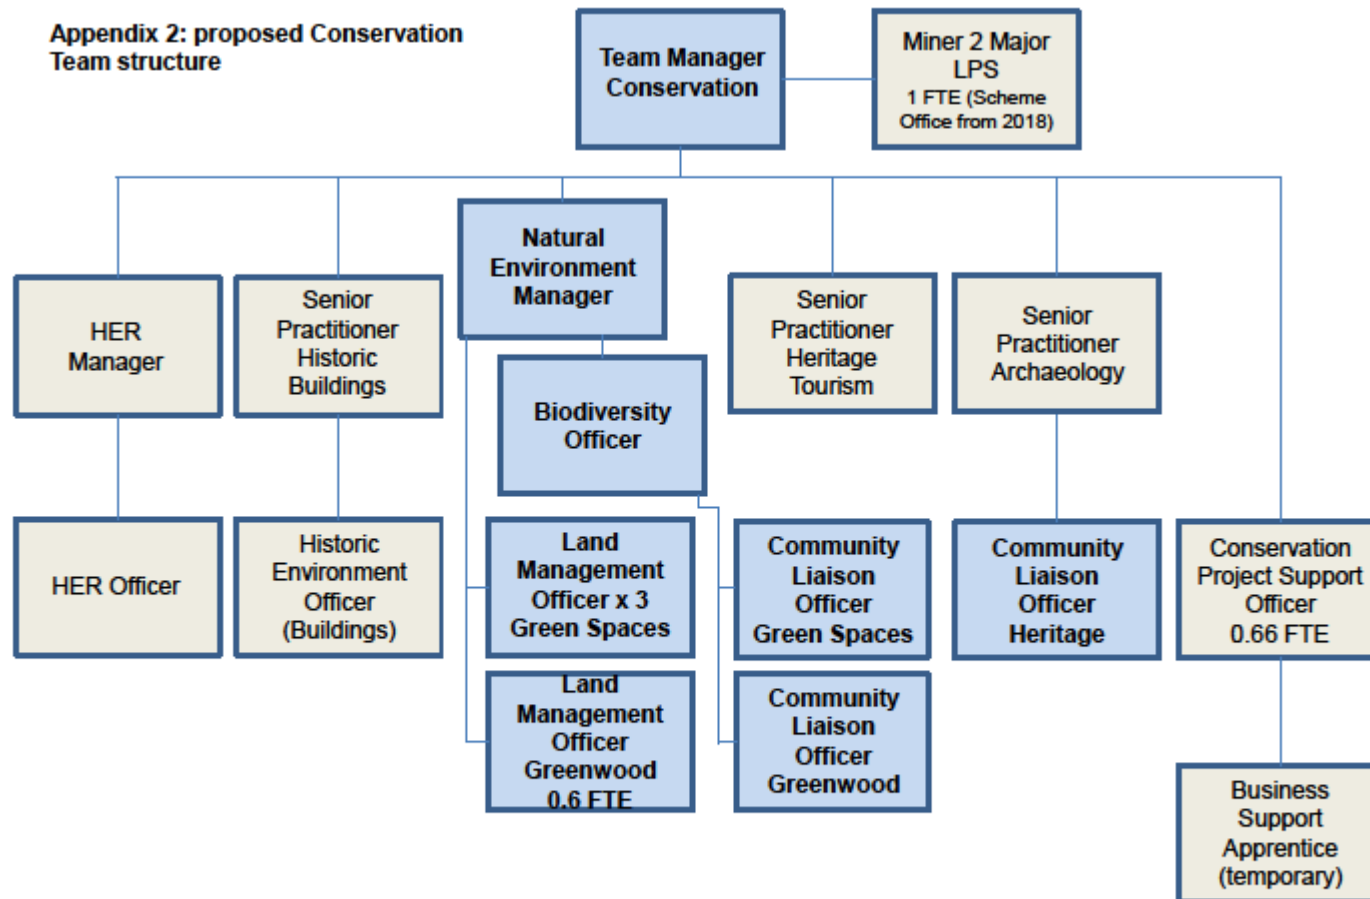 Appendix 2: proposed Conservation
Team structure
Team Manager
Conservation
Miner 2 Major
LPS
1 FTE (Scheme
Office from 2018)
Natural
Environment
Manager
HER
Manager
Senior
Practitioner
Historic
Buildings
Senior
Practitioner
Heritage
Tourism
Senior
Practitioner
Archaeology
Biodiversity
Officer
HER Officer
Historic
Environment
Officer
(Buildings)
Land
Management
Officer x 3
Green Spaces
Community
Liaison
Officer
Green Spaces
Community
Liaison
Officer
Heritage
Conservation
Project Support
Officer
0.66 FTE
Land
Management
Officer
Greenwood
0.6 FTE
Community
Liaison
Officer
Greenwood
Business
Support
Apprentice
(temporary)